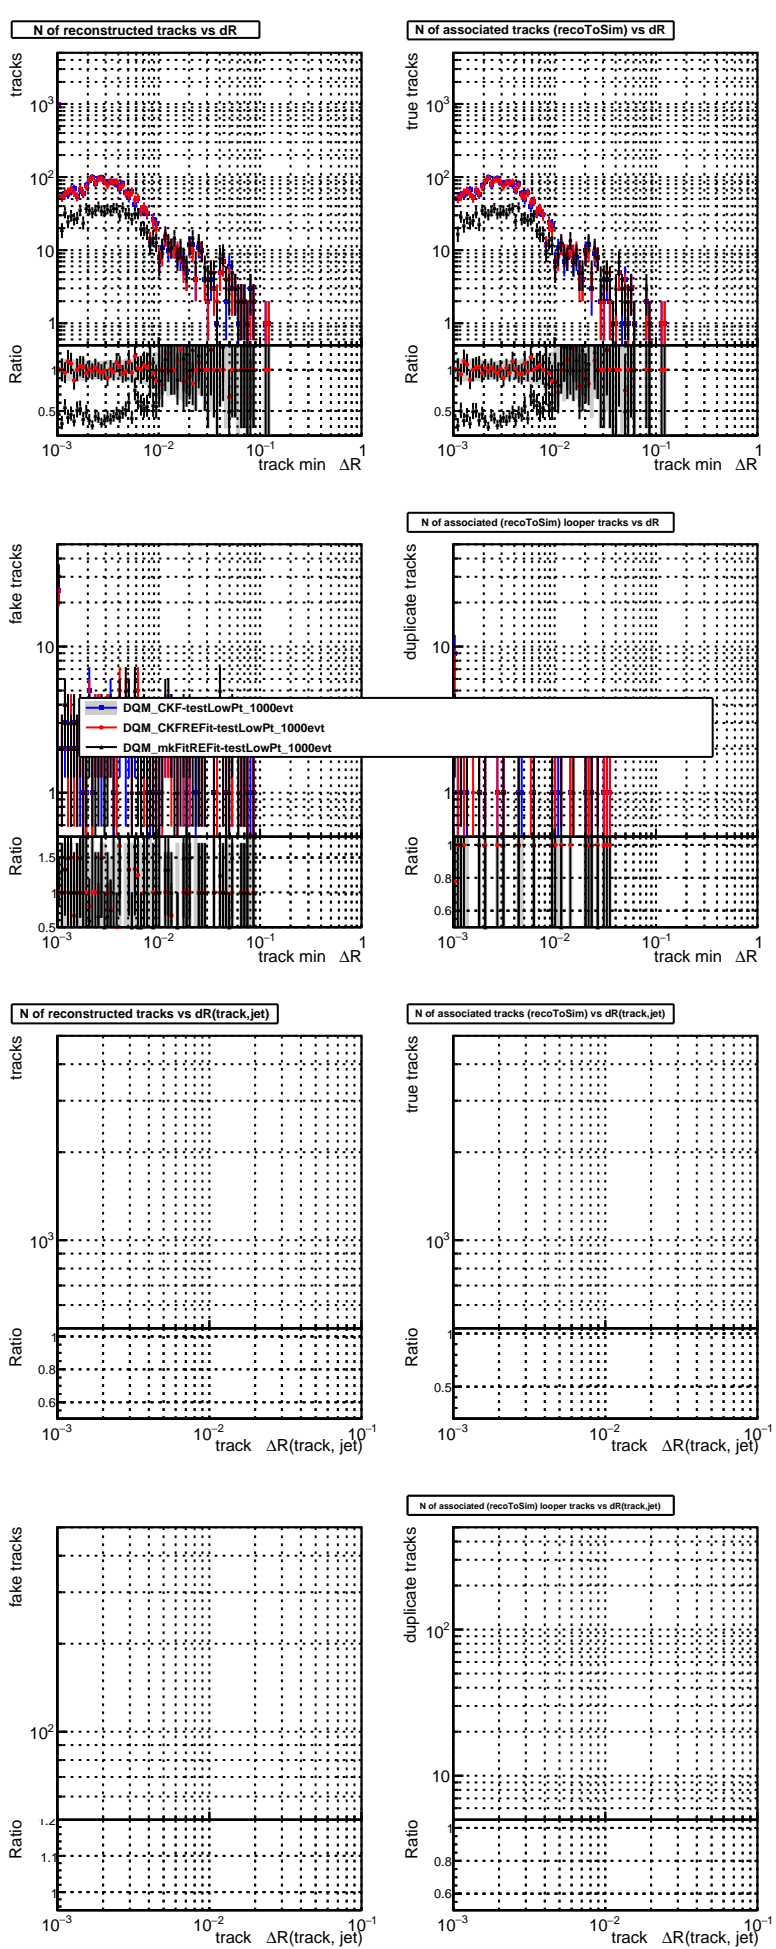 N of reconstructed tracks vs dR
tracks
10³
10²
10
1
Ratio
1
0.5
10⁻³
10⁻²
10⁻¹
1
track min ΔR
N of associated tracks (recoToSim) vs dR
true tracks
10³
10²
10
1
Ratio
1
0.5
10⁻³
10⁻²
10⁻¹
1
track min ΔR
fake tracks
10
1
Ratio
1.5
1
0.5
10⁻³
10⁻²
10⁻¹
1
track min ΔR
N of associated (recoToSim) looper tracks vs dR
duplicate tracks
10
1
Ratio
1
0.8
0.6
10⁻³
10⁻²
10⁻¹
1
track min ΔR
DQM_CKF-testLowPt_1000evt
DQM_CKFREFit-testLowPt_1000evt
DQM_mkFitREFit-testLowPt_1000evt
N of reconstructed tracks vs dR(track,jet)
tracks
10³
Ratio
1
0.8
0.6
10⁻³
10⁻²
10⁻¹
track ΔR(track, jet)
N of associated tracks (recoToSim) vs dR(track,jet)
true tracks
10³
Ratio
1
0.5
10⁻³
10⁻²
10⁻¹
track ΔR(track, jet)
fake tracks
10²
Ratio
1.2
1.1
1
10⁻³
10⁻²
10⁻¹
track ΔR(track, jet)
N of associated (recoToSim) looper tracks vs dR(track,jet)
duplicate tracks
10²
10
Ratio
1
0.8
0.6
10⁻³
10⁻²
10⁻¹
track ΔR(track, jet)